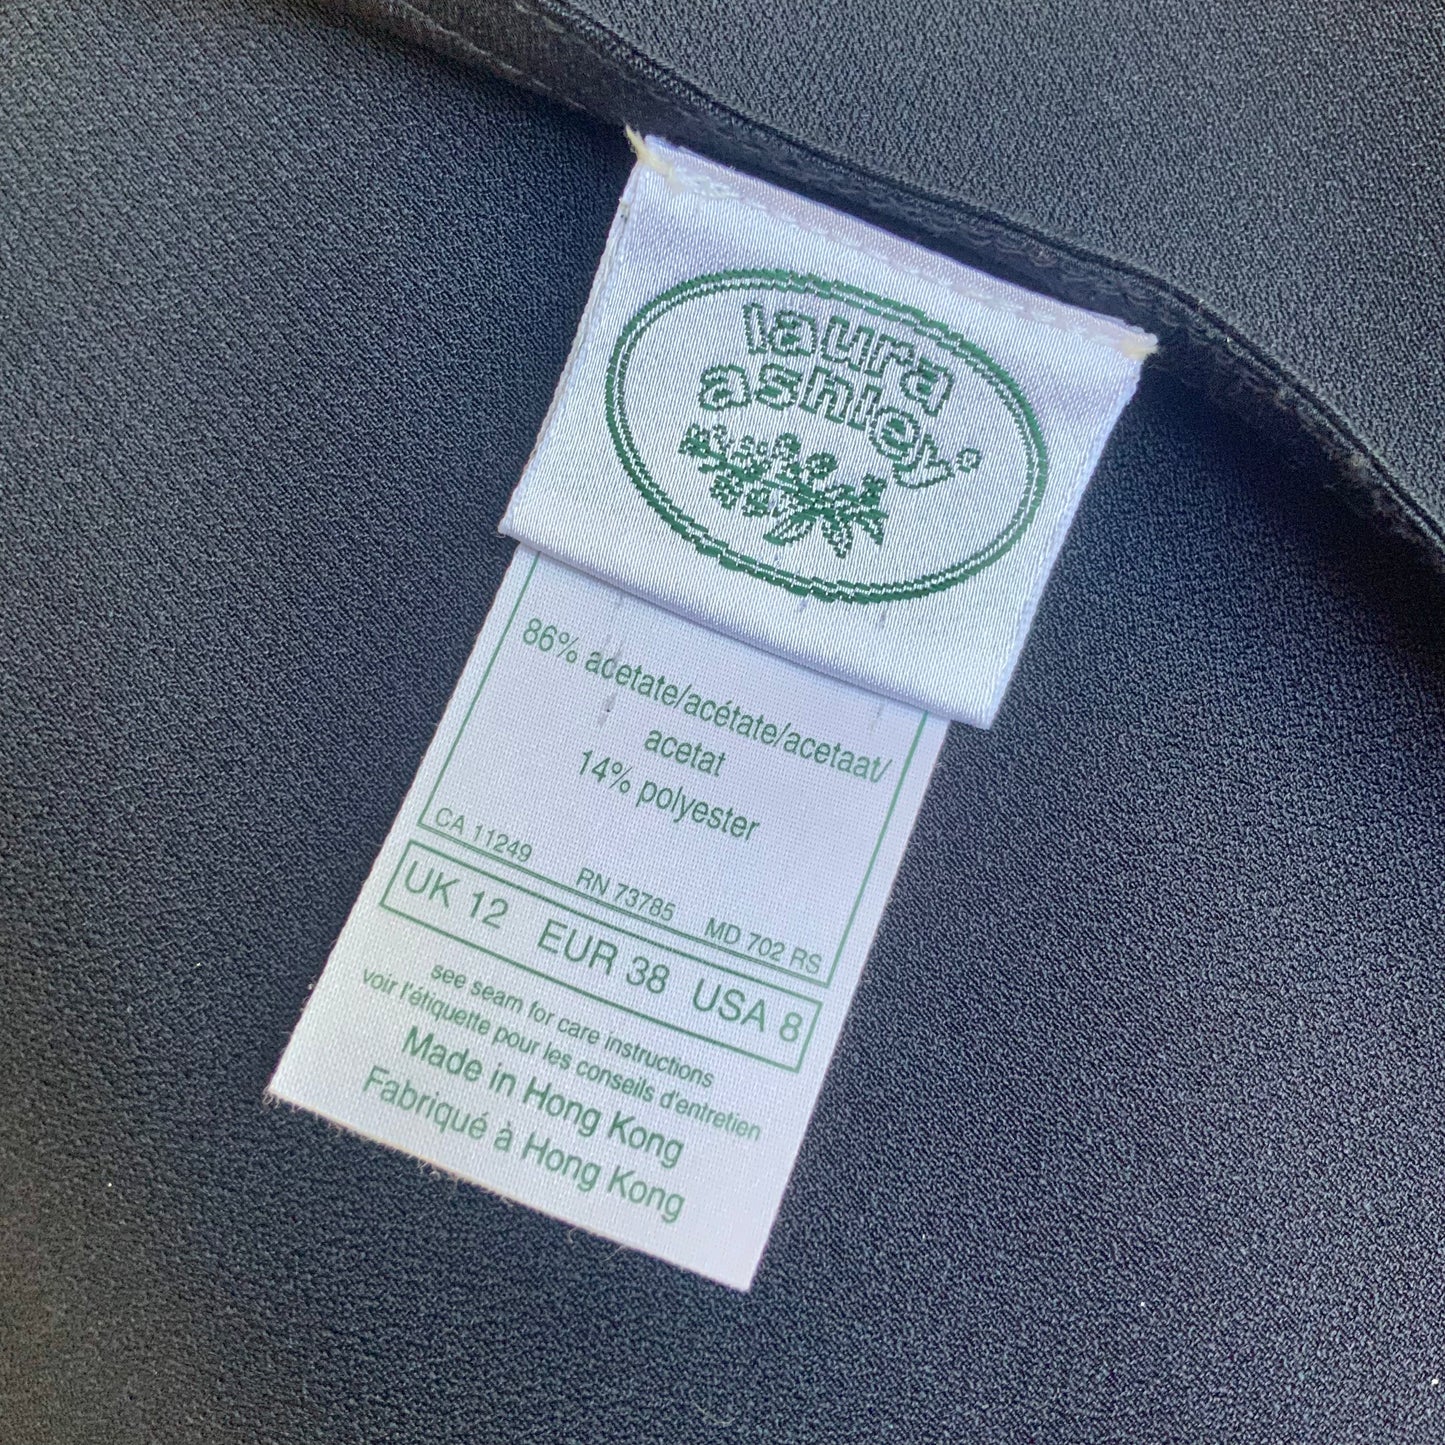 laura
ashley®
86% acetate/acétate/acetaat/
acetat
14% polyester
CA 11249 RN 73785 MD 702 RS
UK 12 EUR 38 USA 8
see seam for care instructions
voir l'étiquette pour les conseils d'entretien
Made in Hong Kong
Fabriqué à Hong Kong